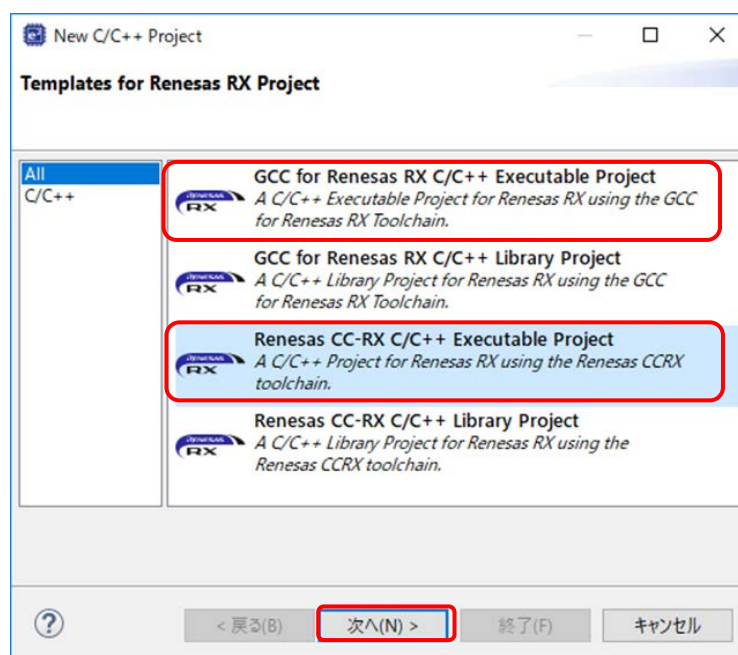 New C/C++ Project
Templates for Renesas RX Project
All
C/C++
GCC for Renesas RX C/C++ Executable Project
A C/C++ Executable Project for Renesas RX using the GCC
for Renesas RX Toolchain.
GCC for Renesas RX C/C++ Library Project
A C/C++ Library Project for Renesas RX using the GCC
for Renesas RX Toolchain.
Renesas CC-RX C/C++ Executable Project
A C/C++ Project for Renesas RX using the Renesas CCRX
toolchain.
Renesas CC-RX C/C++ Library Project
A C/C++ Library Project for Renesas RX using the
Renesas CCRX toolchain.
RX
RX
RX
RX
< 戻る(B)
次へ(N) >
終了(F)
キャンセル